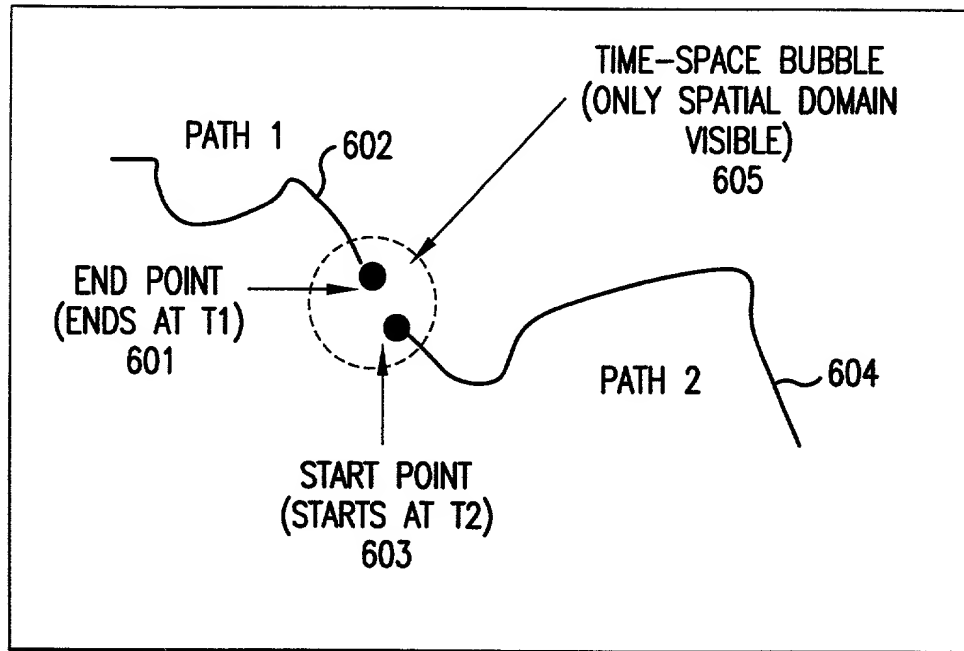 TIME-SPACE BUBBLE
(ONLY SPATIAL DOMAIN
VISIBLE)
605
PATH 1
602
END POINT
(ENDS AT T1)
601
PATH 2
604
START POINT
(STARTS AT T2)
603